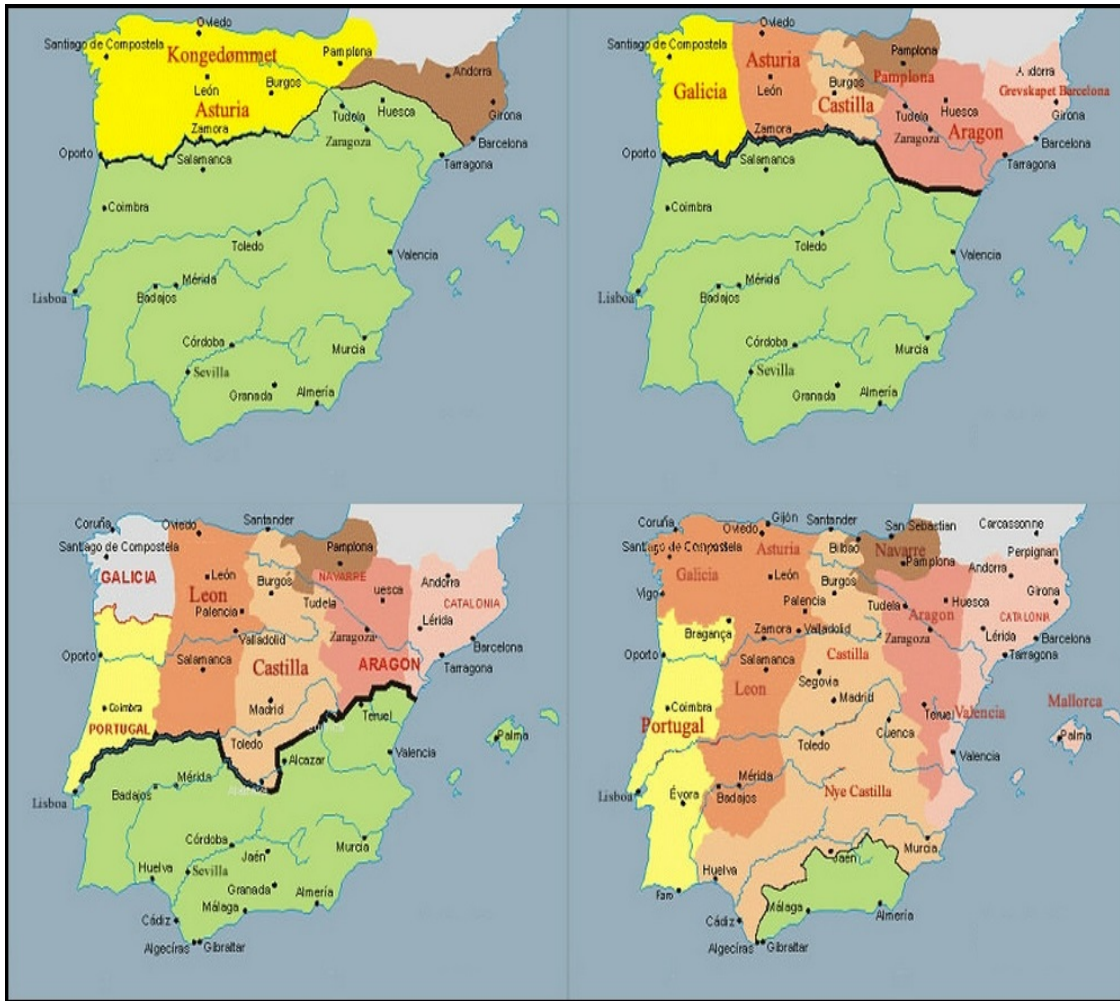 Oviedo
Santiago de Compostela
Kongedømmet
Pamplona
Andorra
León
Burgos
Asturia
Huesca
Girona
Tudela
Zamora
Zaragoza
Barcelona
Oporto
Salamanca
Tarragona
Coimbra
Toledo
Valencia
Mérida
Lisboa
Badajos
Córdoba
Murcia
Sevilla
Granada
Almería
Oviedo
Santiago de Compostela
Asturia
Pamplona
Pamplona
Andorra
Galicia
León
Burgos
Grevskapet Barcelona
Castilla
Huesca
Girona
Tudela
Zamora
Zaragoza
Aragon
Barcelona
Oporto
Salamanca
Tarragona
Coimbra
Toledo
Valencia
Mérida
Lisboa
Badajos
Córdoba
Murcia
Sevilla
Granada
Almería
Coruña
Oviedo
Santander
Santiago de Compostela
Pamplona
GALICIA
León
Burgos
NAVARRE
Andorra
Leon
Palencia
uesca
CATALONIA
Tudela
Valladolid
Zaragoza
Lérida
Barcelona
Oporto
Salamanca
Castilla
ARAGON
Tarragona
Coimbra
Madrid
PORTUGAL
Teruel
Toledo
Palma
Alcazar
Valencia
Lisboa
Mérida
Badajos
Córdoba
Jaén
Murcia
Huelva
Sevilla
Granada
Almería
Cádiz
Málaga
Algeciras
Gibraltar
Coruña
Oviedo
Gijón
Santander
San Sebastian
Carcassonne
Santiago de Compostela
Asturia
Bilbao
Navarre
Perpignan
Galicia
León
Burgos
Pamplona
Andorra
Vigo
Palencia
Huesca
Girona
Tudela
Aragon
CATALONIA
Bragança
Zamora
Valladolid
Zaragoza
Lérida
Barcelona
Oporto
Castilla
Tarragona
Salamanca
Segovia
Leon
Madrid
Mallorca
Coimbra
Teruel
Valencia
Portugal
Cuenca
Palma
Toledo
Valencia
Mérida
Lisboa
Évora
Badajos
Nye Castilla
Murcia
Jaén
Huelva
Faro
Cádiz
Málaga
Almería
Algeciras
Gibraltar